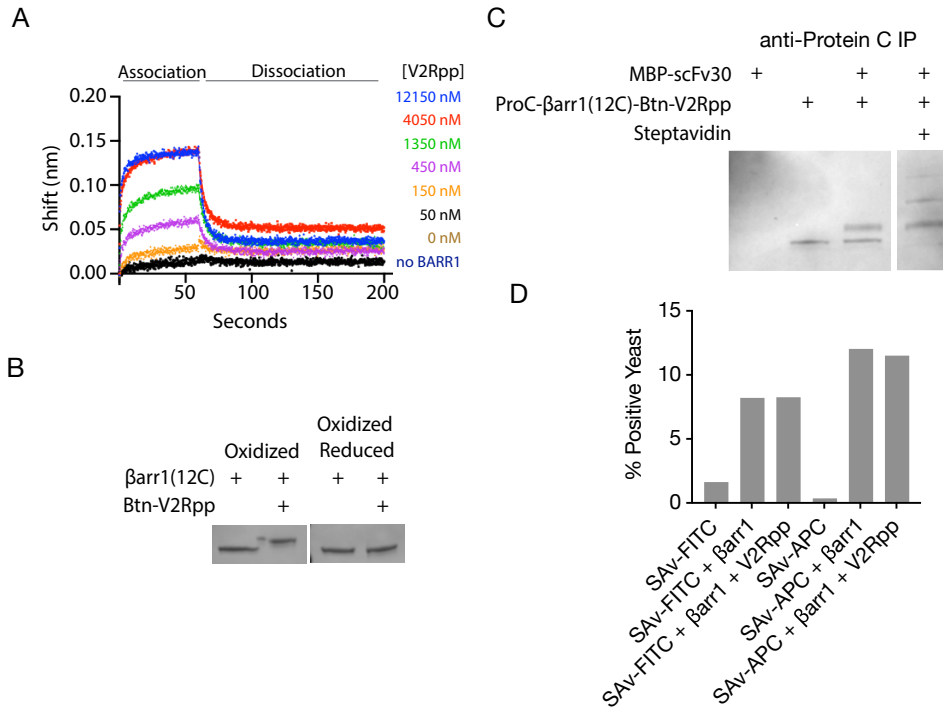 A
Association
Dissociation
[V2Rpp]
12150 nM
4050 nM
1350 nM
450 nM
150 nM
50 nM
0 nM
no BARR1
0.20
0.15
0.10
0.05
0.00
Shift (nm)
50
100
150
200
Seconds
B
Oxidized
Oxidized
Reduced
βarr1(12C) + + + +
Btn-V2Rpp + +
C
anti-Protein C IP
MBP-scFv30 + + +
ProC-βarr1(12C)-Btn-V2Rpp + + +
Steptavidin +
D
15
10
5
0
% Positive Yeast
SAv-FITC
SAv-FITC + βarr1
SAv-FITC + βarr1 + V2Rpp
SAv-APC
SAv-APC + βarr1
SAv-APC + βarr1 + V2Rpp